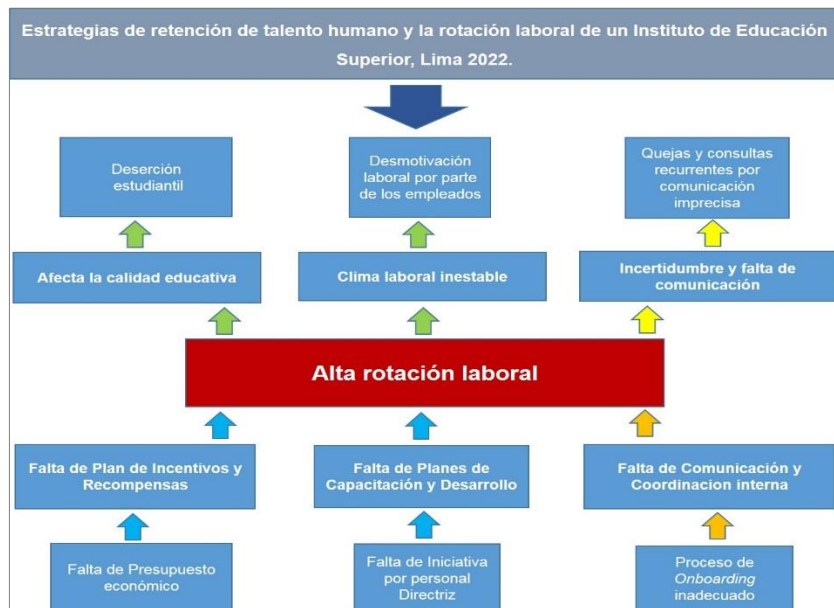 Estrategias de retención de talento humano y la rotación laboral de un Instituto de Educación
Superior, Lima 2022.
Deserción
estudiantil
Desmotivación
laboral por parte
de los empleados
Quejas y consultas
recurrentes por
comunicación
imprecisa
Afecta la calidad educativa
Clima laboral inestable
Incertidumbre y falta de
comunicación
Alta rotación laboral
Falta de Plan de Incentivos y
Recompensas
Falta de Planes de
Capacitación y Desarrollo
Falta de Comunicación y
Coordinacion interna
Falta de Presupuesto
económico
Falta de Iniciativa
por personal
Directriz
Proceso de
Onboarding
inadecuado